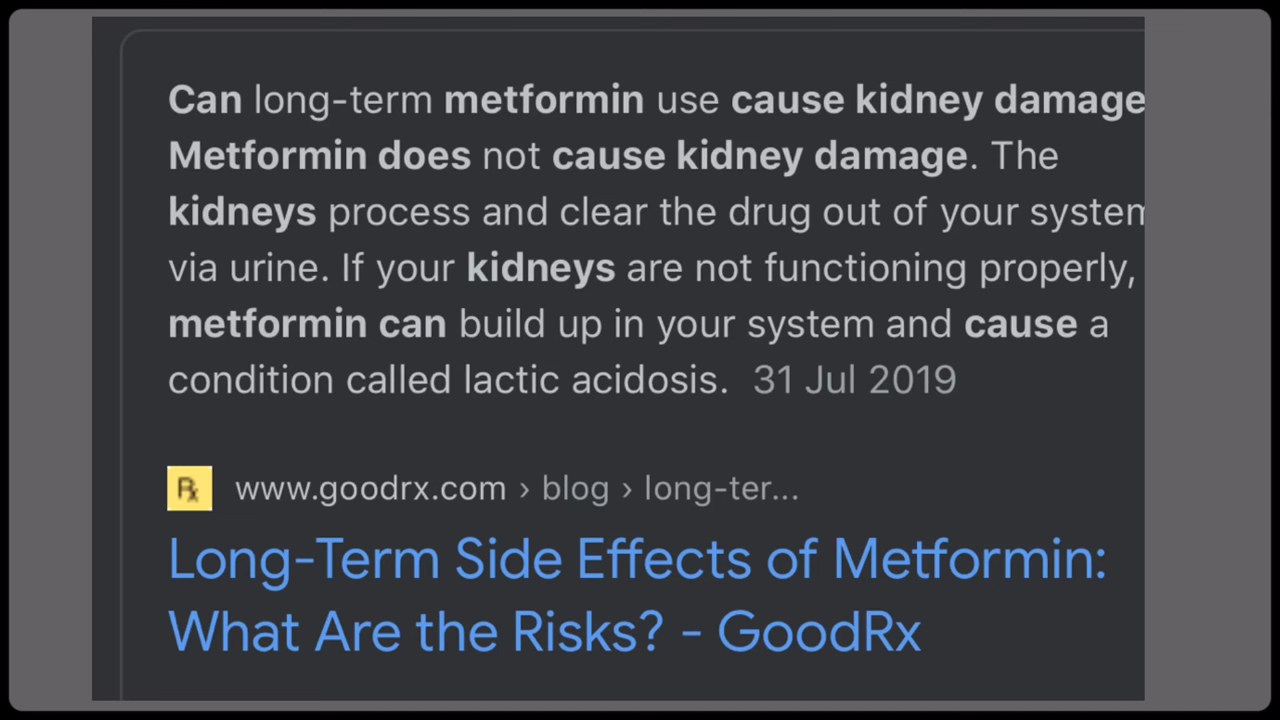 Can long-term metformin use cause kidney damage
Metformin does not cause kidney damage. The
kidneys process and clear the drug out of your system
via urine. If your kidneys are not functioning properly,
metformin can build up in your system and cause a
condition called lactic acidosis. 31 Jul 2019
Rx www.goodrx.com › blog › long-ter...
Long-Term Side Effects of Metformin:
What Are the Risks? - GoodRx